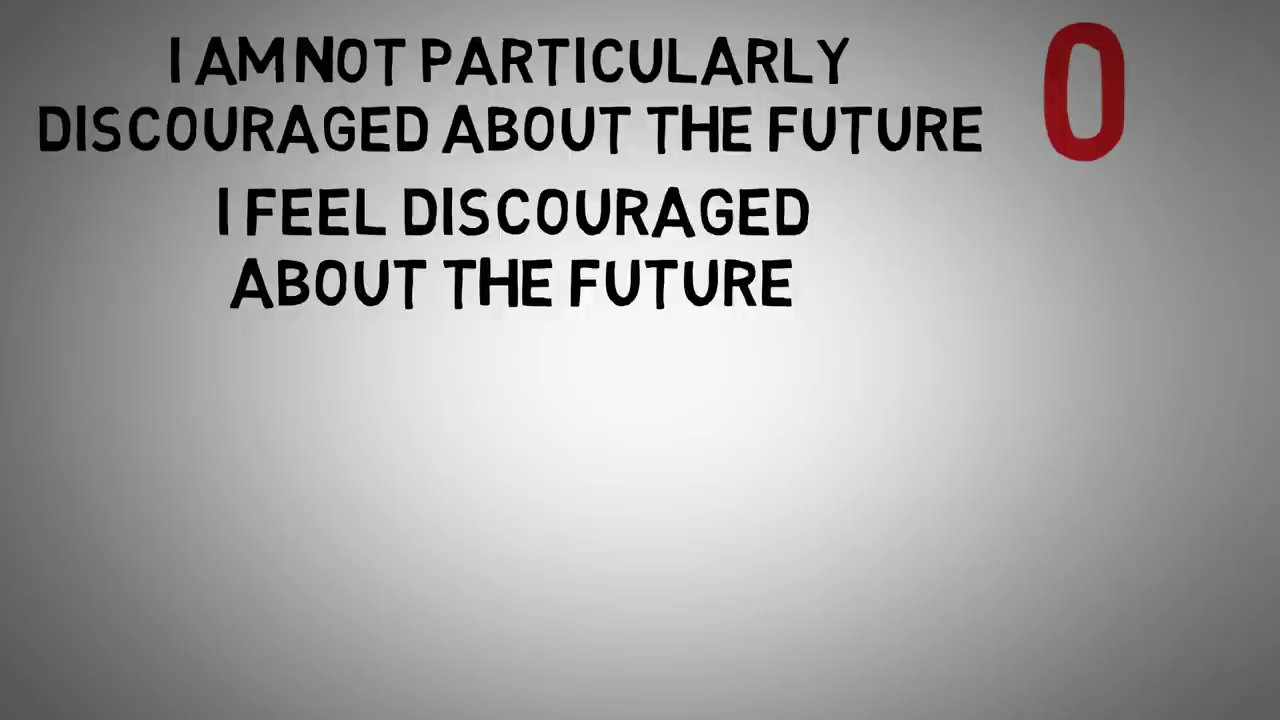 I AM NOT PARTICULARLY
DISCOURAGED ABOUT THE FUTURE
0
I FEEL DISCOURAGED
ABOUT THE FUTURE